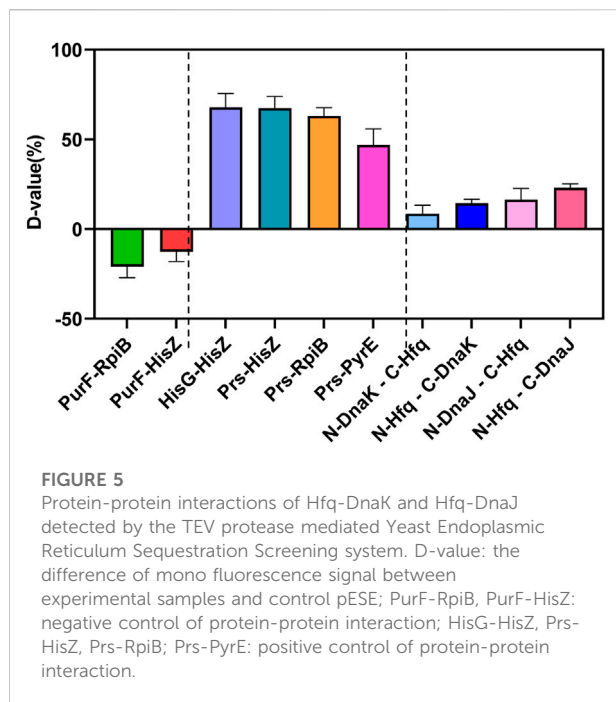 100
50
0
-50
D-value(%)
PurF-RpiB
PurF-HisZ
HisG-HisZ
Prs-HisZ
Prs-RpiB
Prs-PyrE
N-DnaK - C-Hfq
N-Hfq - C-DnaK
N-DnaJ - C-Hfq
N-Hfq - C-DnaJ
FIGURE 5
Protein-protein interactions of Hfq-DnaK and Hfq-DnaJ
detected by the TEV protease mediated Yeast Endoplasmic
Reticulum Sequestration Screening system. D-value: the
difference of mono fluorescence signal between
experimental samples and control pESE; PurF-RpiB, PurF-HisZ:
negative control of protein-protein interaction; HisG-HisZ, Prs-
HisZ, Prs-RpiB; Prs-PyrE: positive control of protein-protein
interaction.